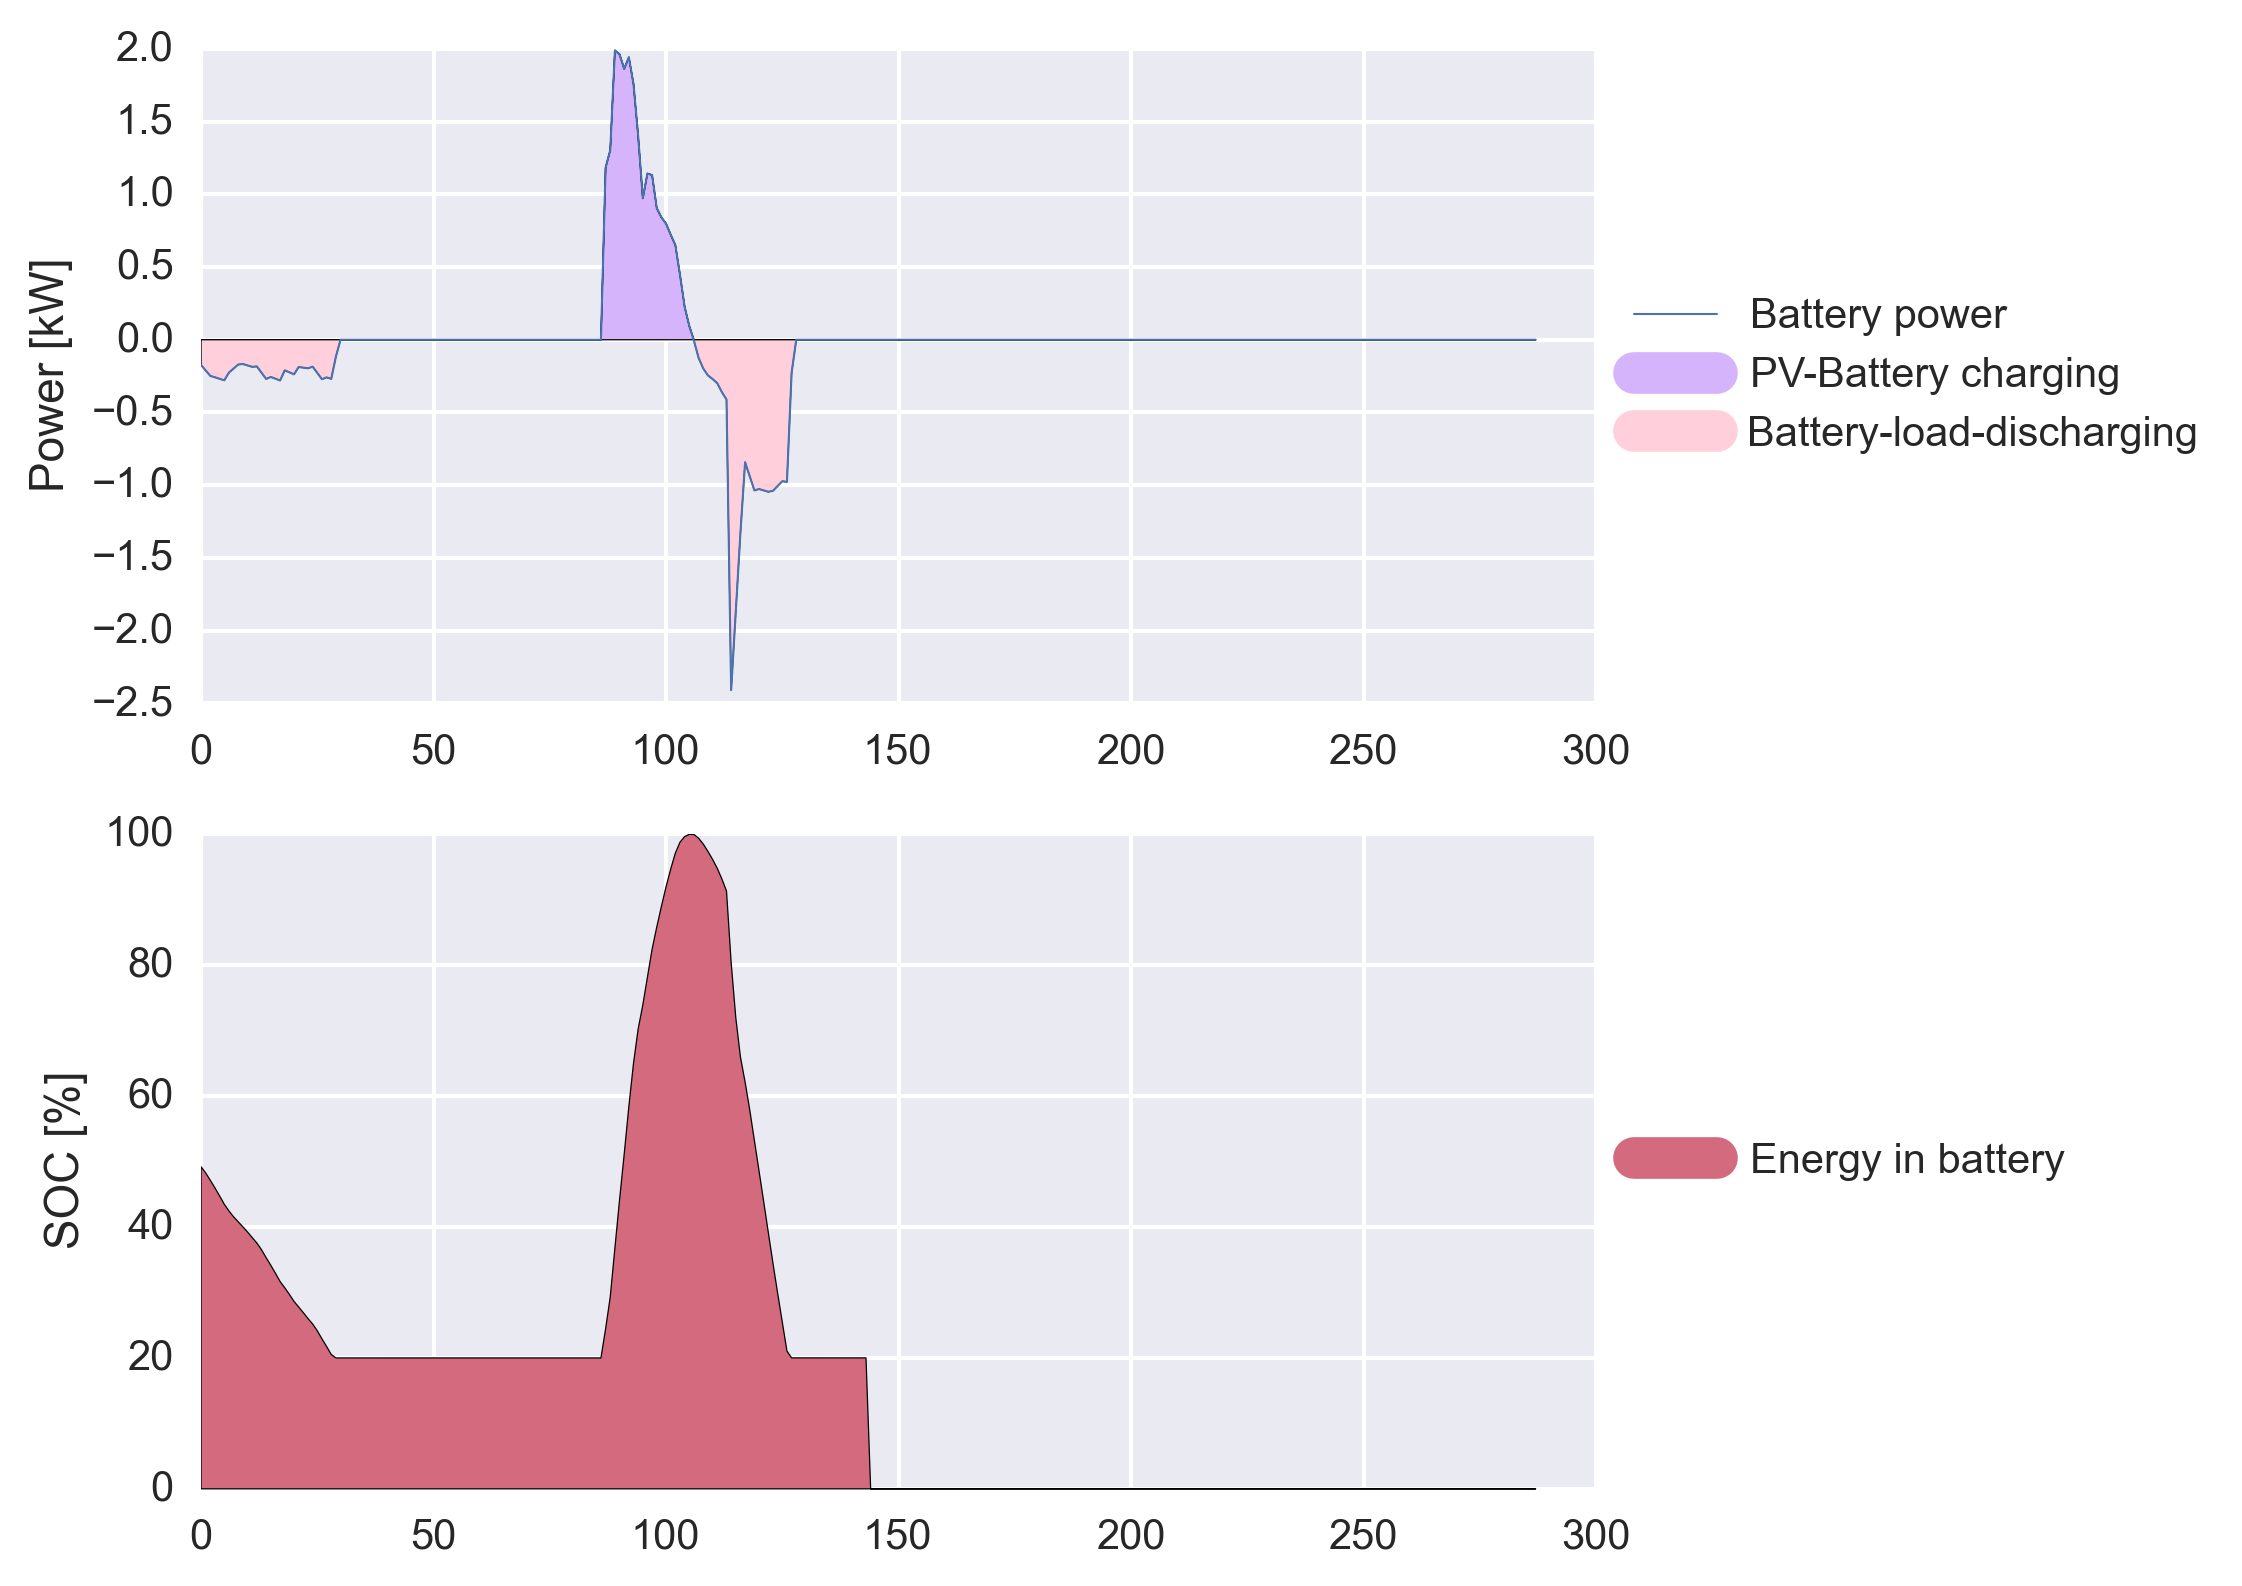 2.0
1.5
1.0
0.5
0.0
−0.5
−1.0
−1.5
−2.0
−2.5
Power [kW]
0 50 100 150 200 250 300
Battery power
PV-Battery charging
Battery-load-discharging
100
80
60
40
20
0
SOC [%]
0 50 100 150 200 250 300
Energy in battery